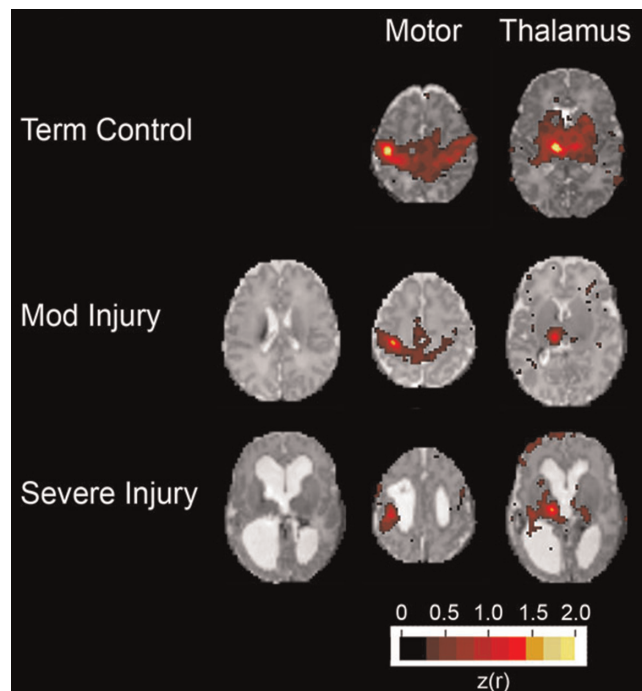 Motor Thalamus
Term Control
Mod Injury
Severe Injury
0 0.5 1.0 1.5 2.0
z(r)